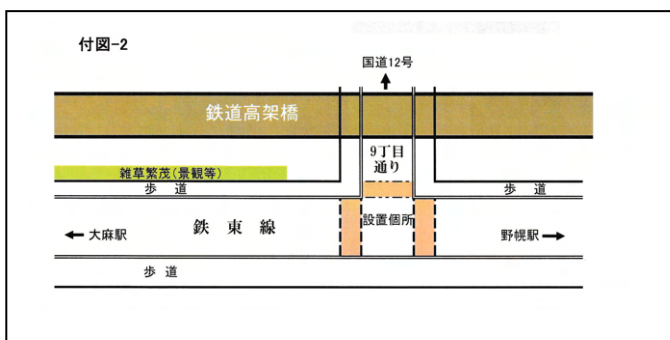 付図-2
国道12号
鉄道高架橋
9丁目
通り
雑草繁茂(景観等)
歩 道
歩 道
設置個所
鉄 東 線
← 大麻駅
野幌駅 →
歩 道